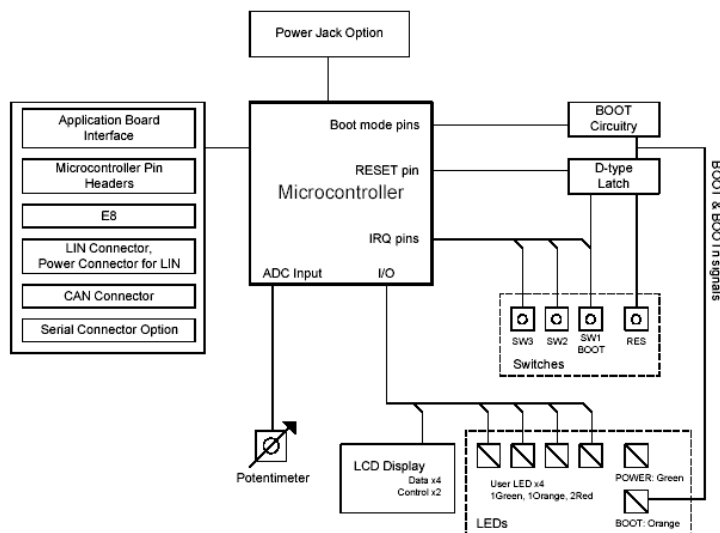 Power Jack Option
Application Board
Interface
Microcontroller Pin
Headers
E8
LIN Connector,
Power Connector for LIN
CAN Connector
Serial Connector Option
Boot mode pins
RESET pin
Microcontroller
IRQ pins
ADC Input
I/O
BOOT
Circuitry
D-type
Latch
BOOT & BOOTn signals
SW3
SW2
SW1
BOOT
RES
Switches
Potentimeter
LCD Display
Data x4
Control x2
User LED x4
1Green, 1Orange, 2Red
POWER: Green
BOOT: Orange
LEDs